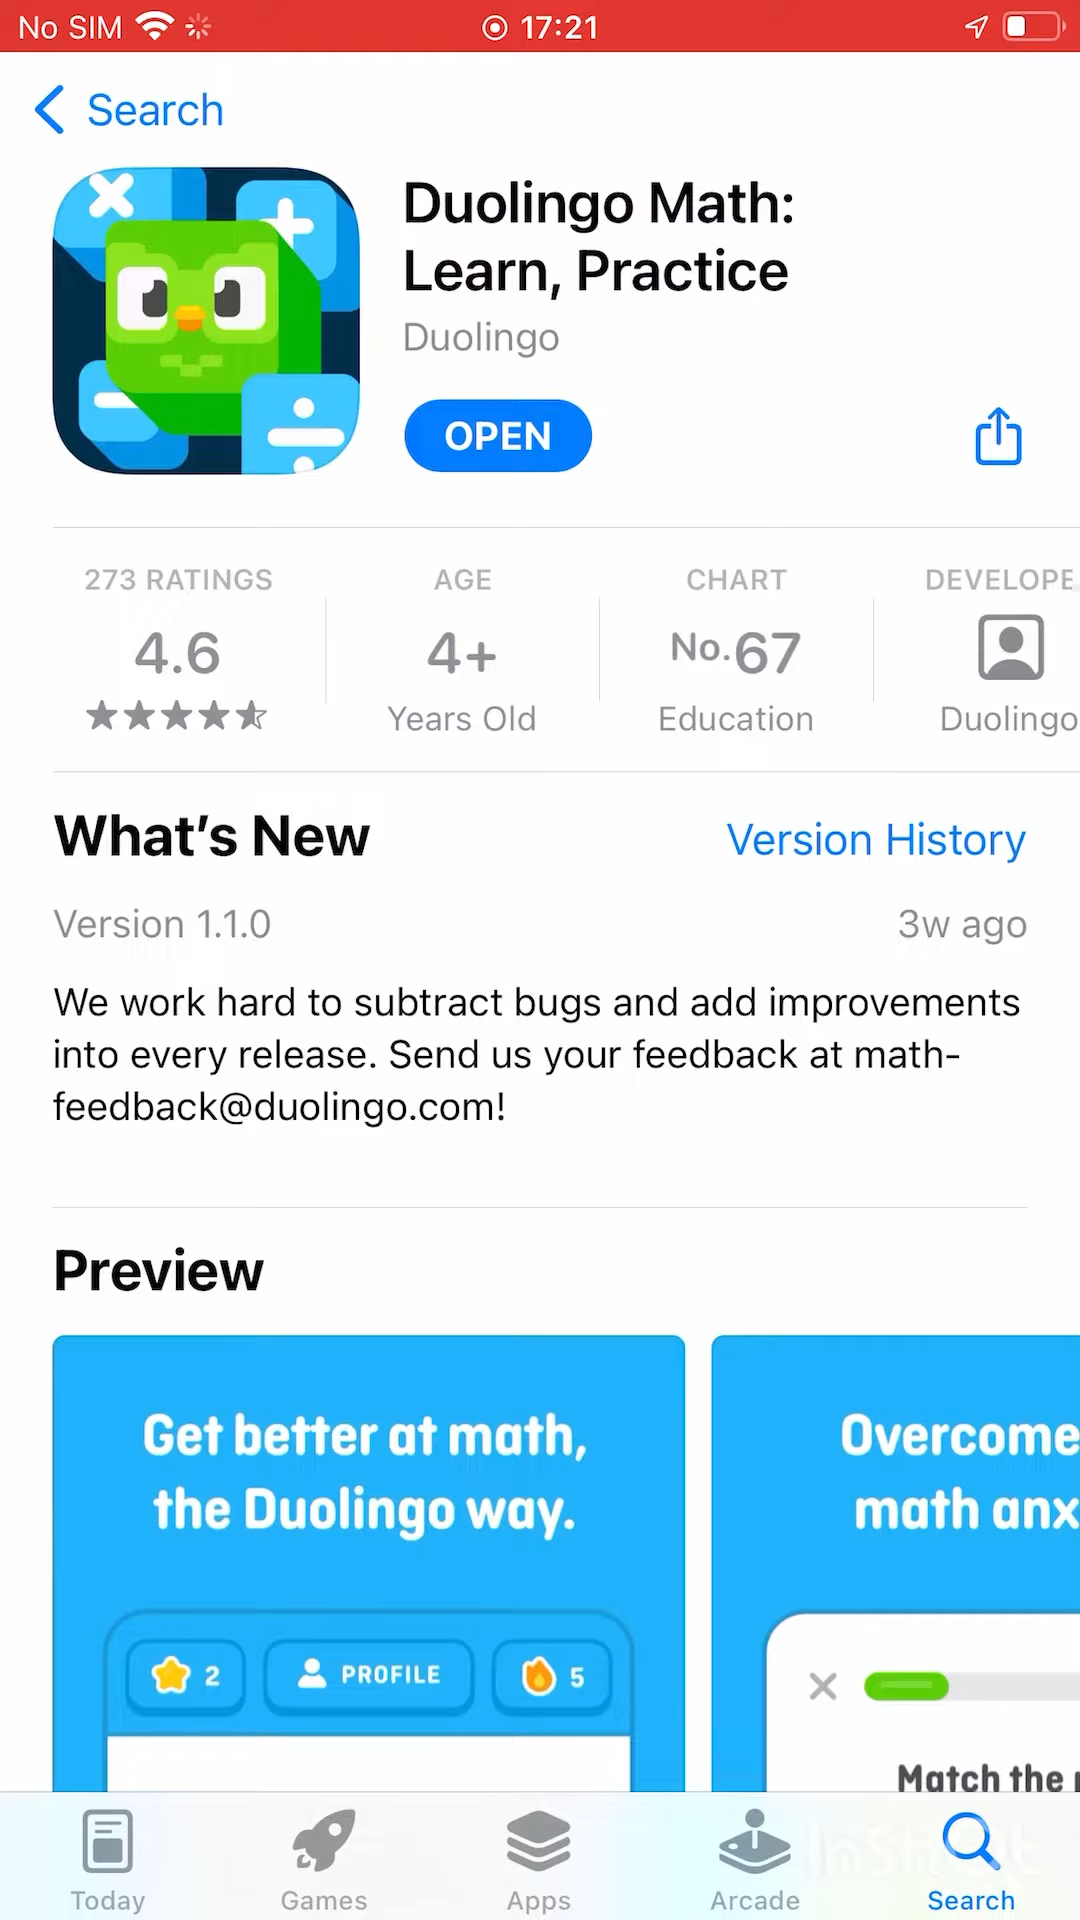 No SIM 17:21
Search
Duolingo Math:
Learn, Practice
Duolingo
OPEN
273 RATINGS AGE CHART DEVELOPE
4.6 4+ No.67
Years Old Education Duolingo
What's New Version History
Version 1.1.0 3w ago
We work hard to subtract bugs and add improvements
into every release. Send us your feedback at math-
feedback@duolingo.com!
Preview
Get better at math,
the Duolingo way.
Overcome
math anx
2 PROFILE 5
Match the
Today Games Apps Arcade Search